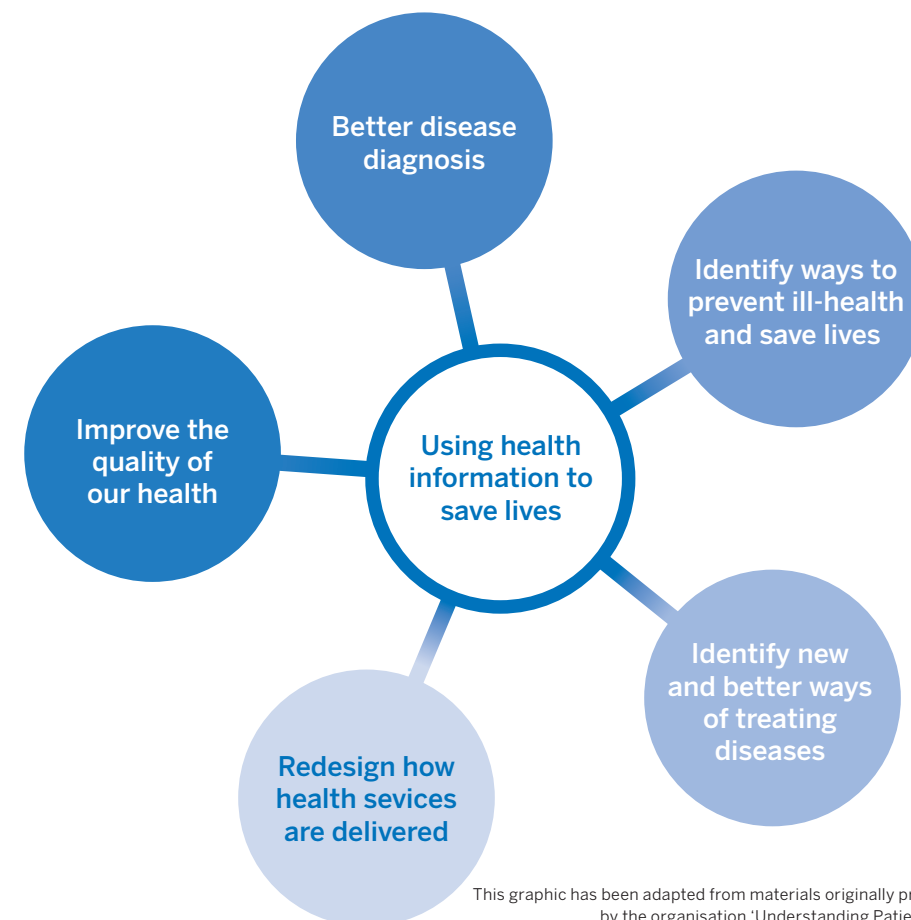 Better disease
diagnosis
Identify ways to
prevent ill-health
and save lives
Improve the
quality of
our health
Using health
information to
save lives
Identify new
and better ways
of treating
diseases
Redesign how
health sevices
are delivered
This graphic has been adapted from materials originally
by the organisation ‘Understanding